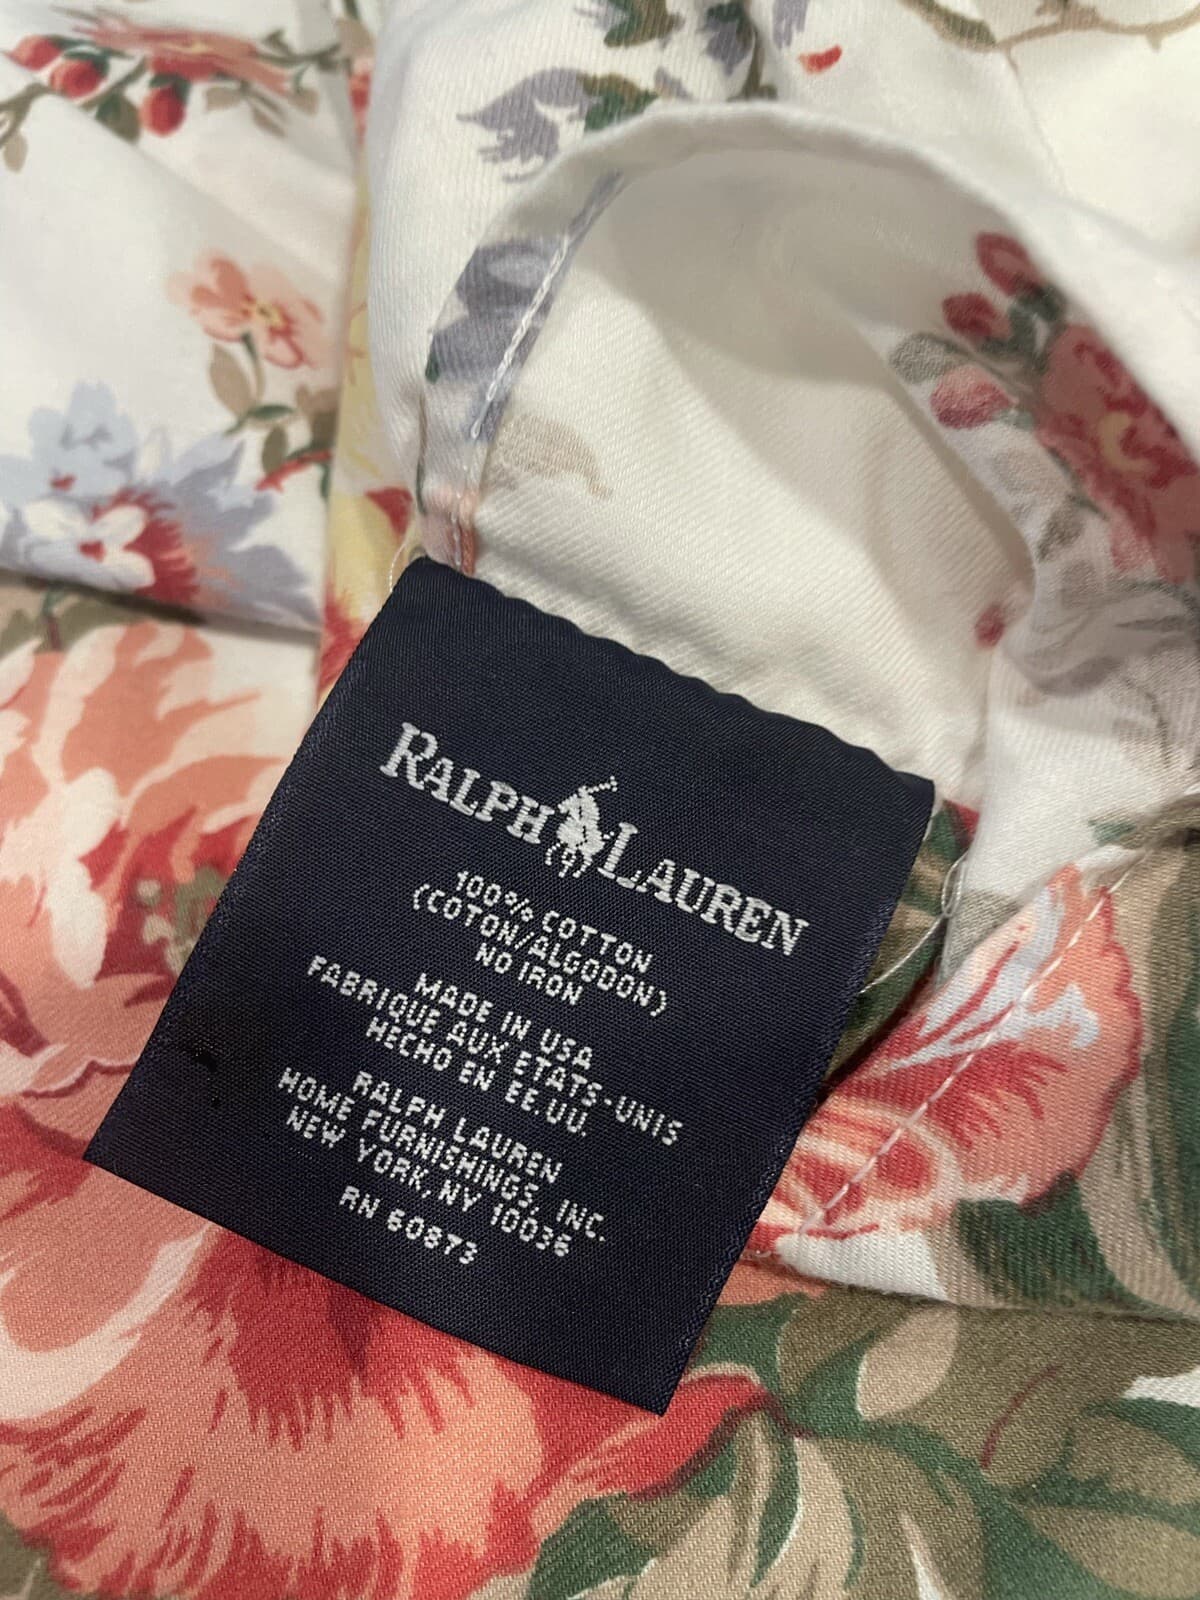 RALPH LAUREN
100% COTTON
(COTON/ALGODON)
NO IRON
MADE IN USA
FABRIQUE AUX ETATS-UNIS
HECHO EN EE.UU.
RALPH LAUREN
HOME FURNISHINGS, INC.
NEW YORK, NY 10036
RN 60873